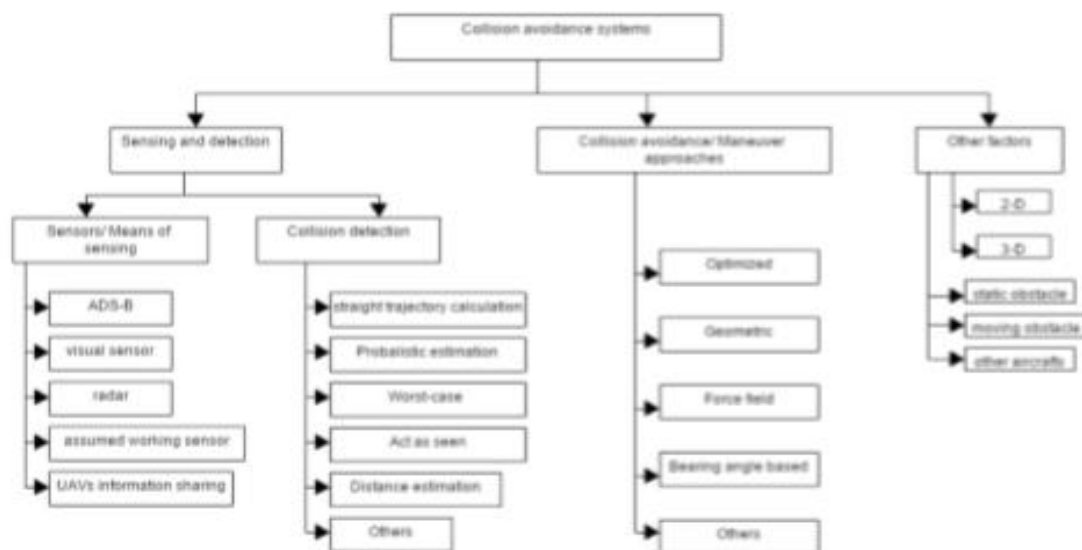 Collision avoidance systems
Sensing and detection
Collision avoidance/ Maneuver
approaches
Other factors
Sensors/ Means of
sensing
Collision detection
ADS-B
visual sensor
radar
assumed working sensor
UAVs information sharing
straight trajectory calculation
Probalistic estimation
Worst-case
Act as seen
Distance estimation
Others
Optimized
Geometric
Force field
Bearing angle based
Others
2-D
3-D
static obstacle
moving obstacle
other aircrafts